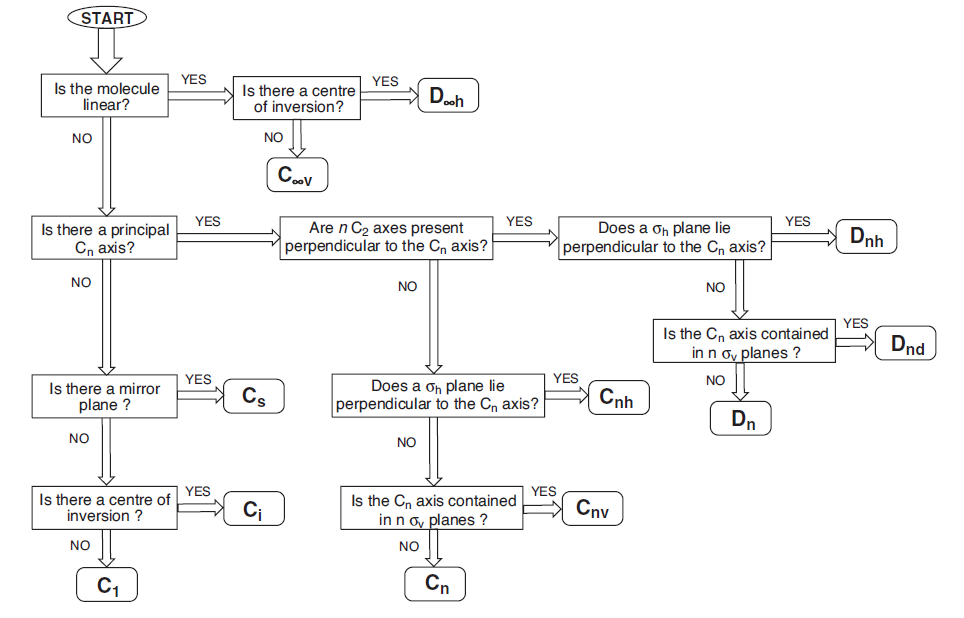 START
Is the molecule
linear?
YES
Is there a centre
of inversion?
YES
D∞h
NO
NO
C∞v
Is there a principal
Cn axis?
YES
Are n C2 axes present
perpendicular to the Cn axis?
YES
Does a σh plane lie
perpendicular to the Cn axis?
YES
Dnh
NO
NO
NO
Is the Cn axis contained
in n σv planes ?
YES
Dnd
NO
Dn
Is there a mirror
plane ?
YES
Cs
Does a σh plane lie
perpendicular to the Cn axis?
YES
Cnh
NO
NO
Is there a centre of
inversion ?
YES
Ci
Is the Cn axis contained
in n σv planes ?
YES
Cnv
NO
NO
C1
Cn